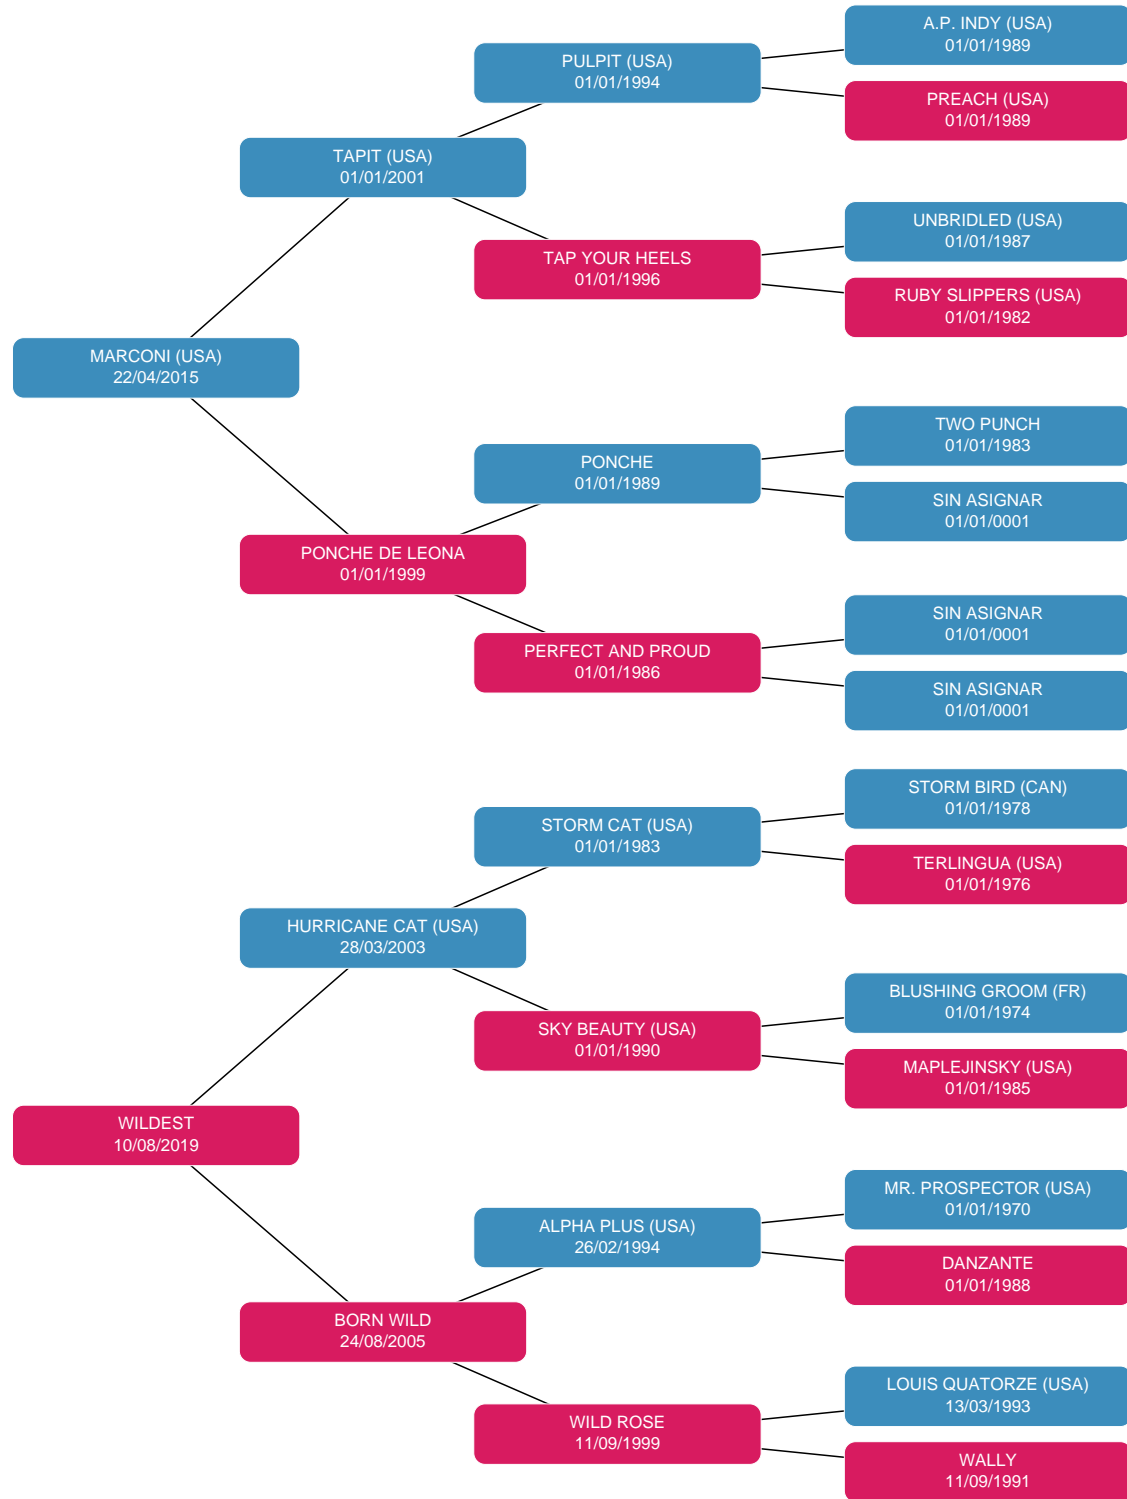 A.P. INDY (USA)
01/01/1989
PULPIT (USA)
01/01/1994
PREACH (USA)
01/01/1989
TAPIT (USA)
01/01/2001
UNBRIDLED (USA)
01/01/1987
TAP YOUR HEELS
01/01/1996
RUBY SLIPPERS (USA)
01/01/1982
MARCONI (USA)
22/04/2015
TWO PUNCH
01/01/1983
PONCHE
01/01/1989
SIN ASIGNAR
01/01/0001
PONCHE DE LEONA
01/01/1999
SIN ASIGNAR
01/01/0001
PERFECT AND PROUD
01/01/1986
SIN ASIGNAR
01/01/0001
STORM BIRD (CAN)
01/01/1978
STORM CAT (USA)
01/01/1983
TERLINGUA (USA)
01/01/1976
HURRICANE CAT (USA)
28/03/2003
BLUSHING GROOM (FR)
01/01/1974
SKY BEAUTY (USA)
01/01/1990
MAPLEJINSKY (USA)
01/01/1985
WILDEST
10/08/2019
MR. PROSPECTOR (USA)
01/01/1970
ALPHA PLUS (USA)
26/02/1994
DANZANTE
01/01/1988
BORN WILD
24/08/2005
LOUIS QUATORZE (USA)
13/03/1993
WILD ROSE
11/09/1999
WALLY
11/09/1991